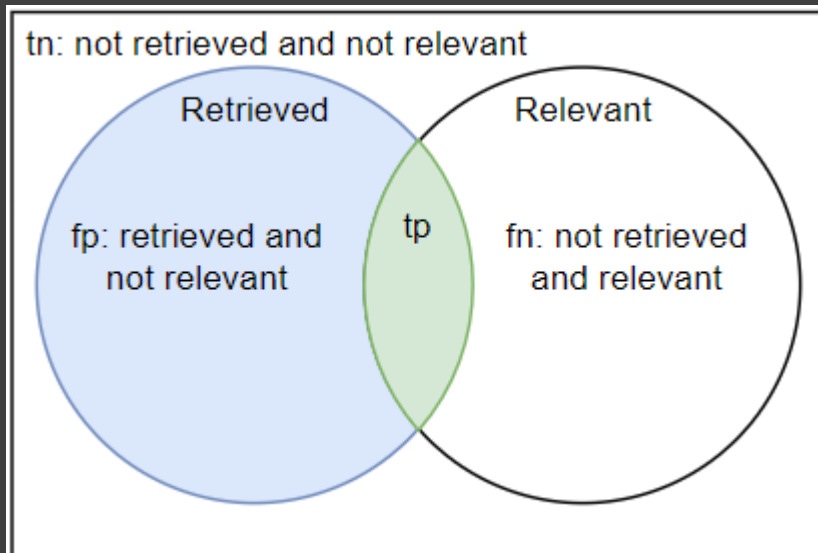 tn: not retrieved and not relevant
Retrieved
Relevant
fp: retrieved and
not relevant
tp
fn: not retrieved
and relevant